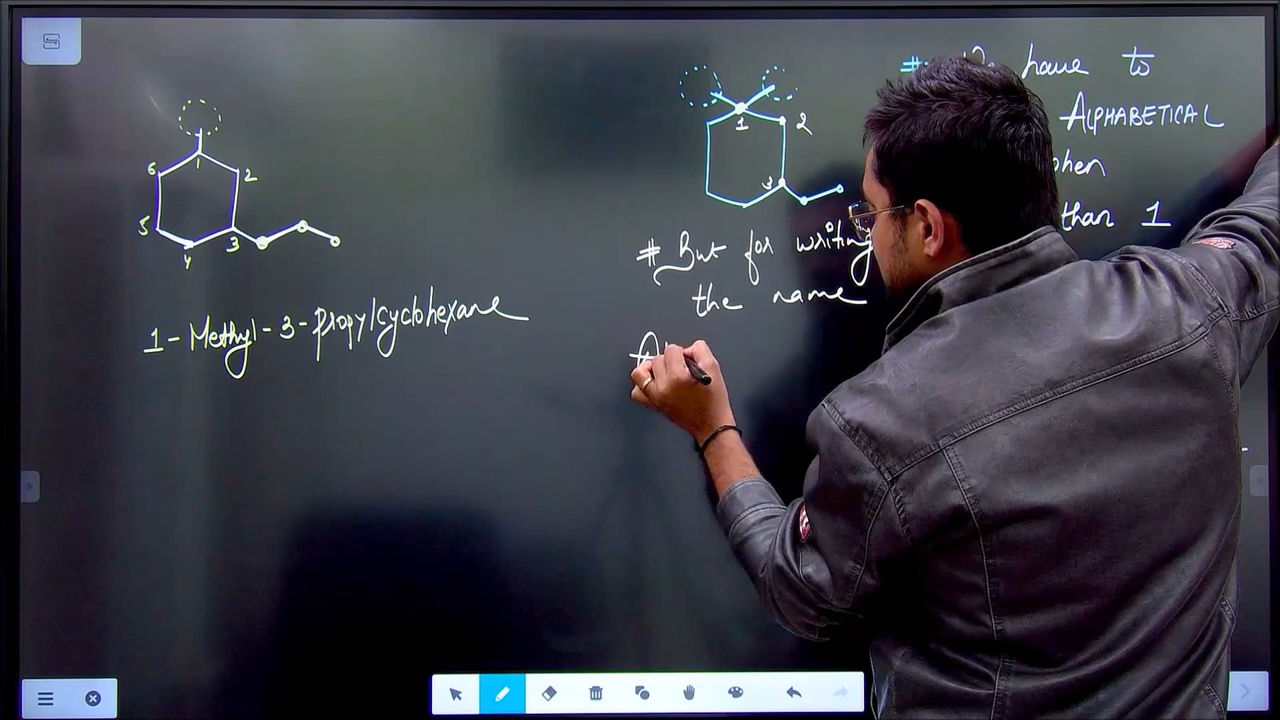 1
2
3
4
5
6
1 - Methyl - 3 - propylcyclohexane
1
2
3
# But for writing
the name
# have to
ALPHABETICAL
than 1